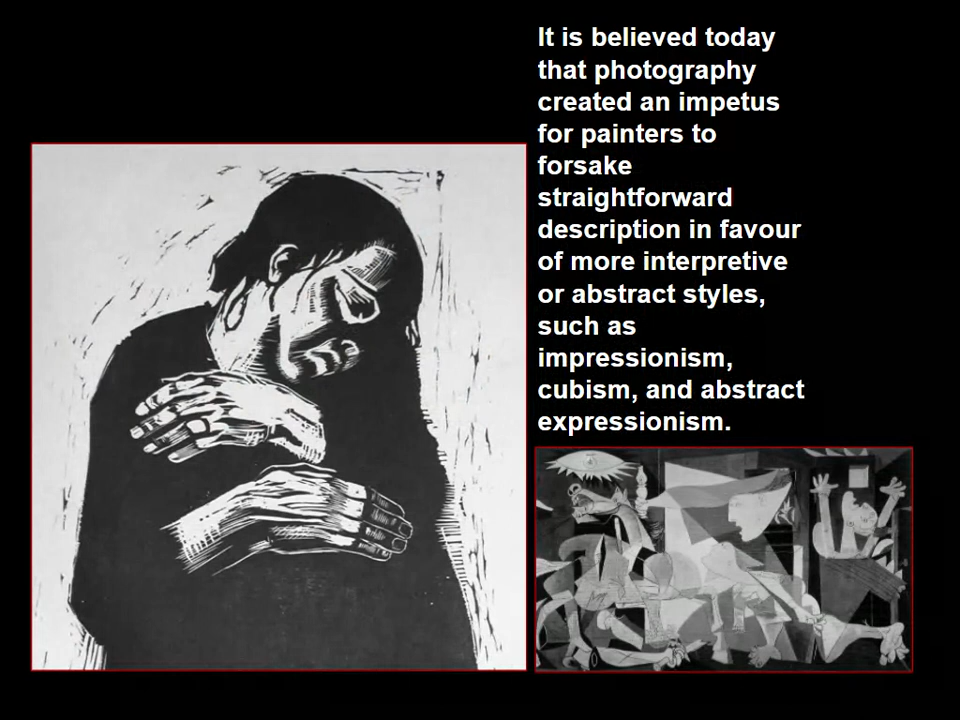 It is believed today
that photography
created an impetus
for painters to
forsake
straightforward
description in favour
of more interpretive
or abstract styles,
such as
impressionism,
cubism, and abstract
expressionism.